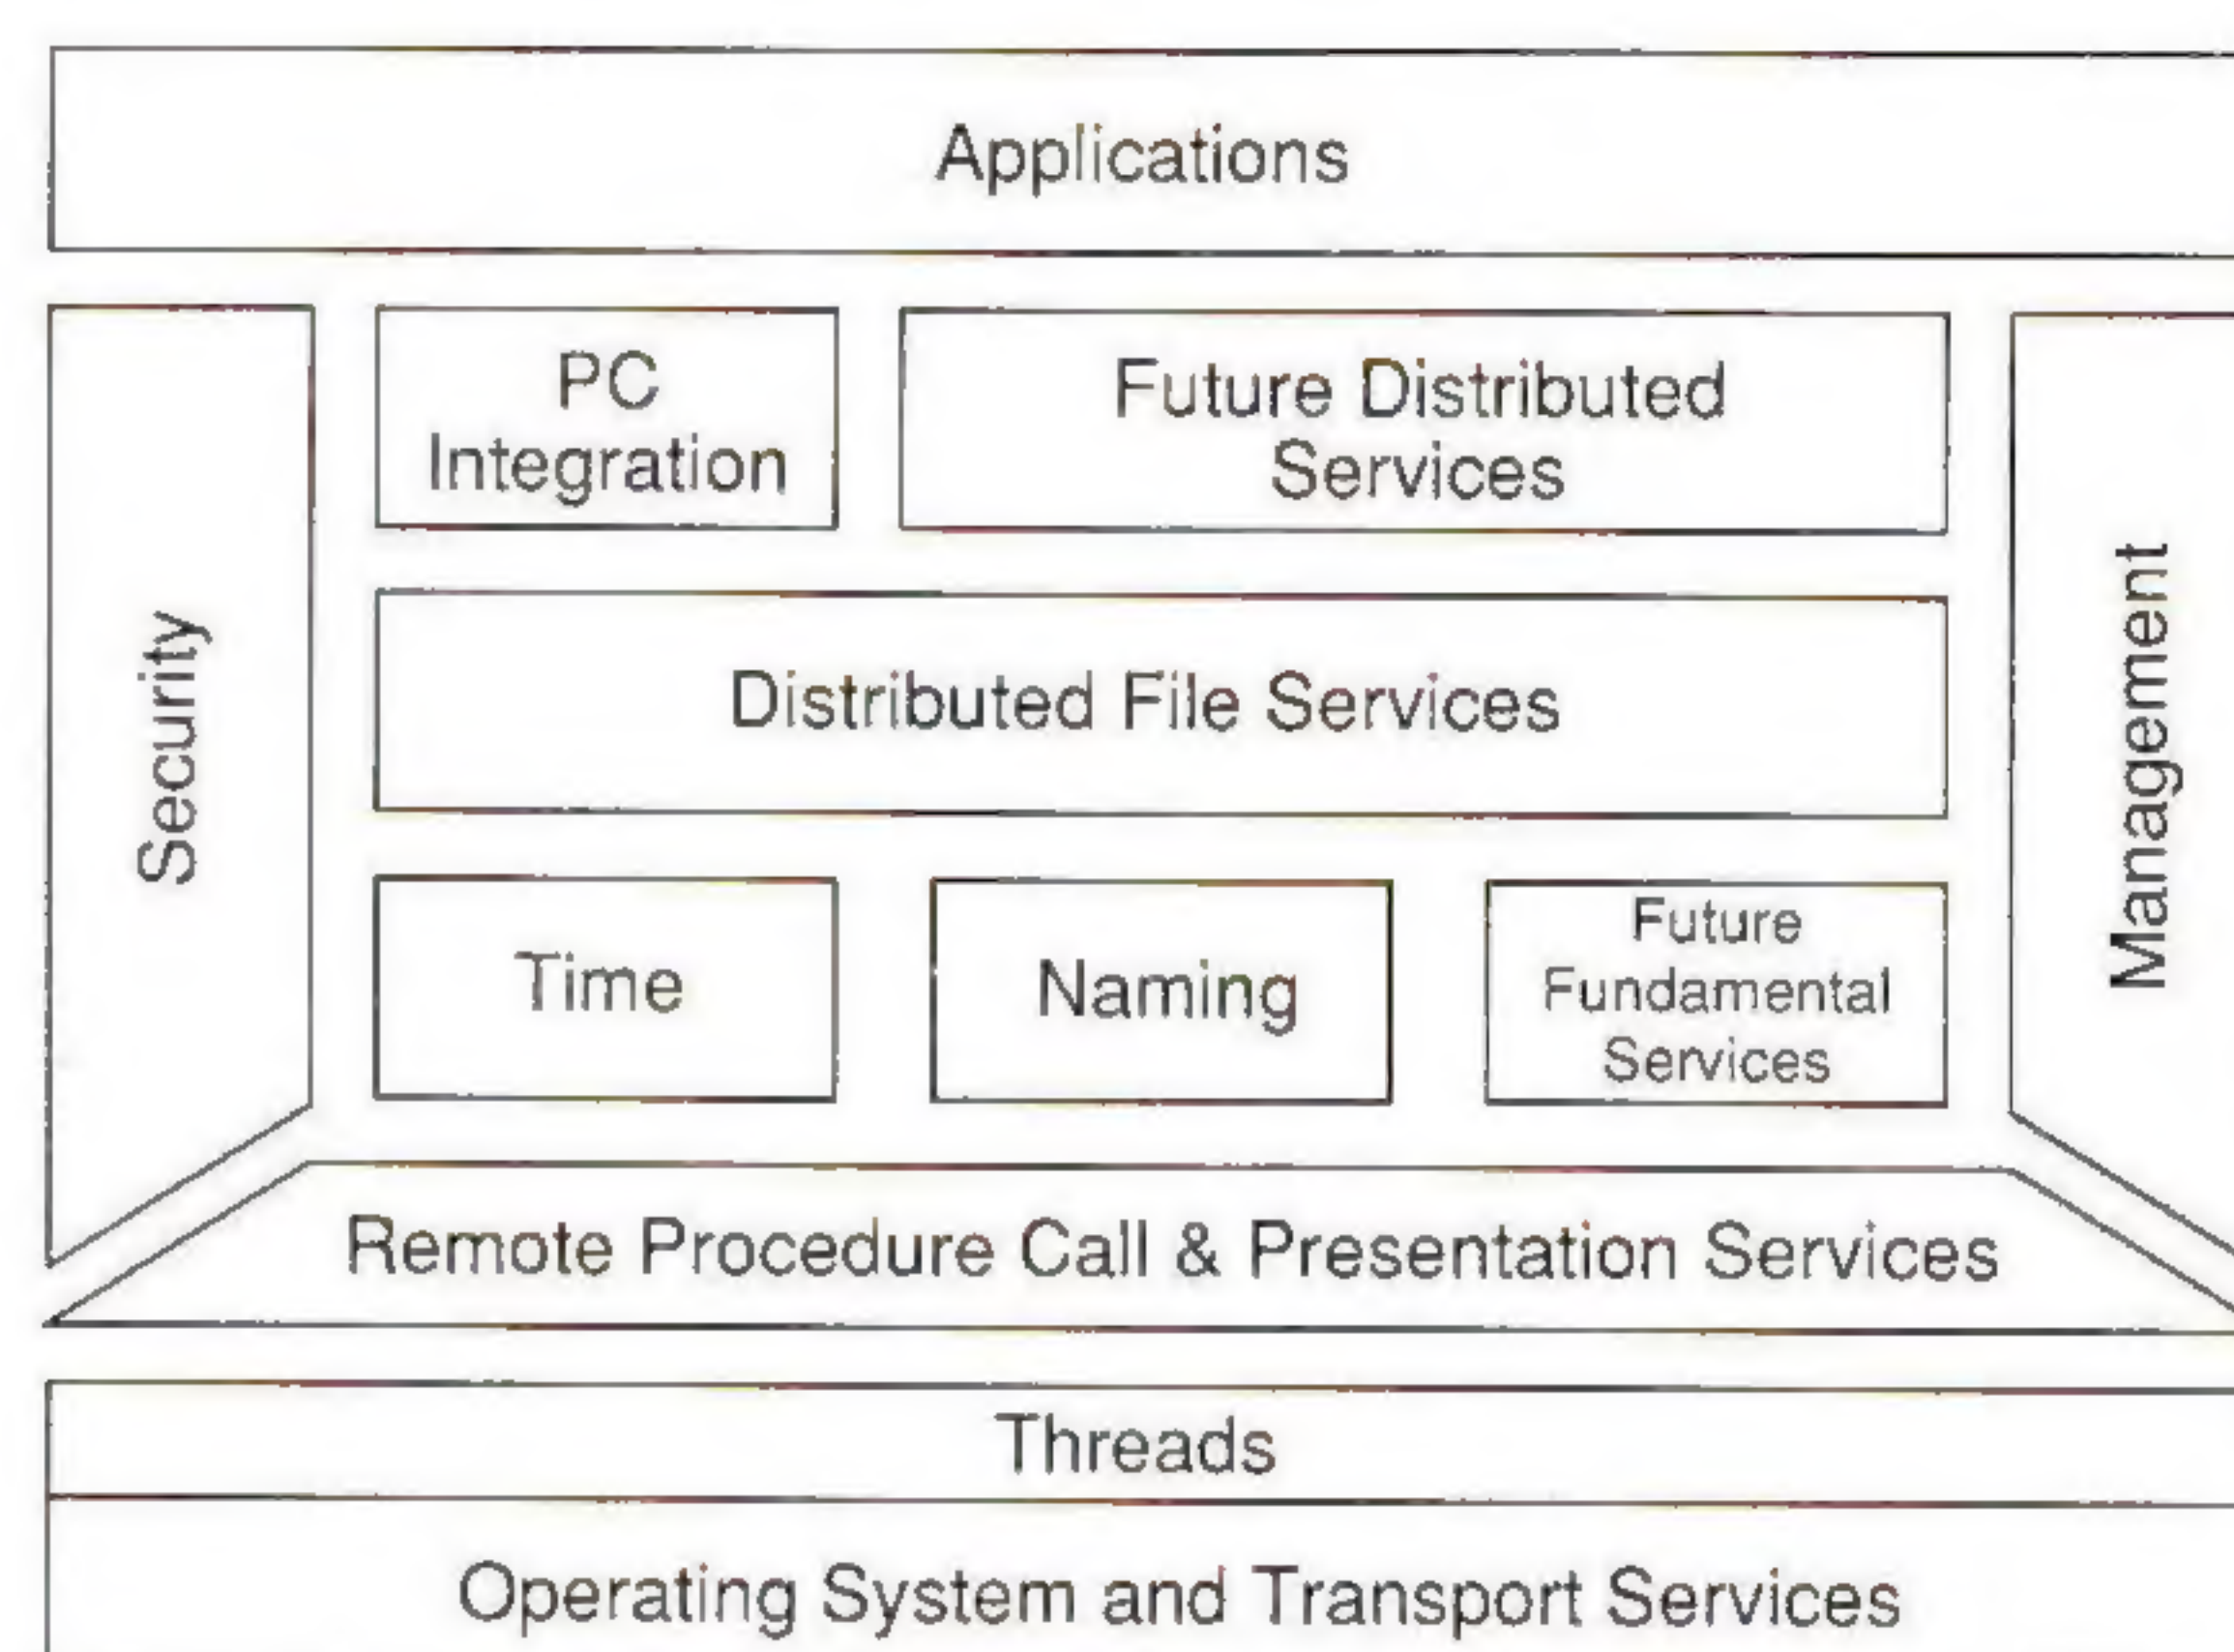 Applications
PC
Integration
Future Distributed
Services
Security
Distributed File Services
Management
Time
Naming
Future
Fundamental
Services
Remote Procedure Call & Presentation Services
Threads
Operating System and Transport Services